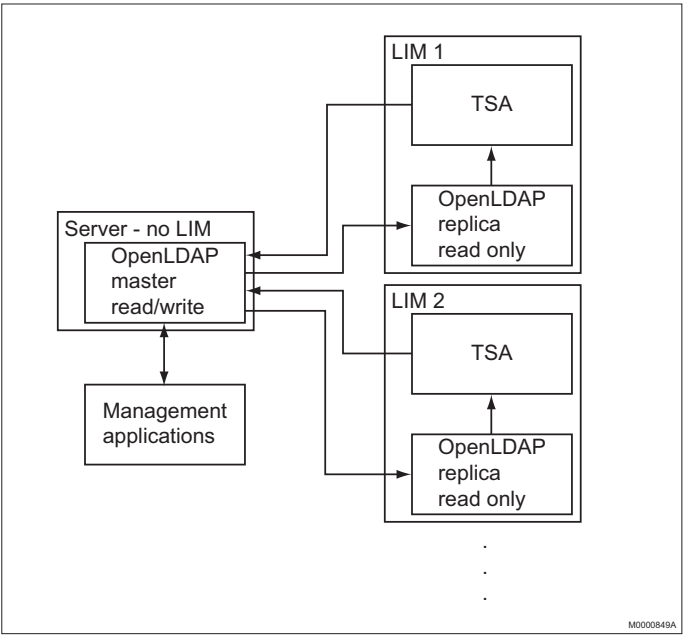 LIM 1
TSA
OpenLDAP
replica
read only
Server - no LIM
OpenLDAP
master
read/write
Management
applications
LIM 2
TSA
OpenLDAP
replica
read only
.
.
.
M0000849A